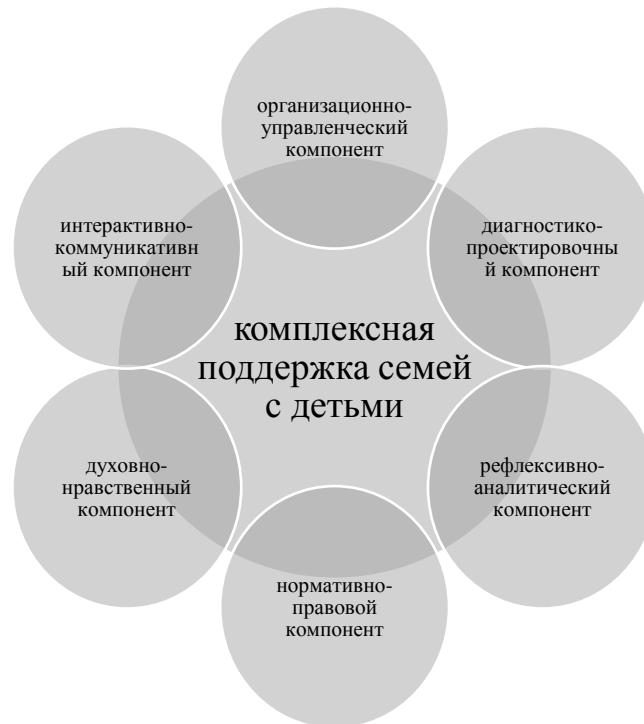 организационно-
управленческий
компонент
интерактивно-
коммуникативн
ый компонент
диагностико-
проектировочны
й компонент
комплексная
поддержка семей
с детьми
духовно-
нравственный
компонент
рефлексивно-
аналитический
компонент
нормативно-
правовой
компонент